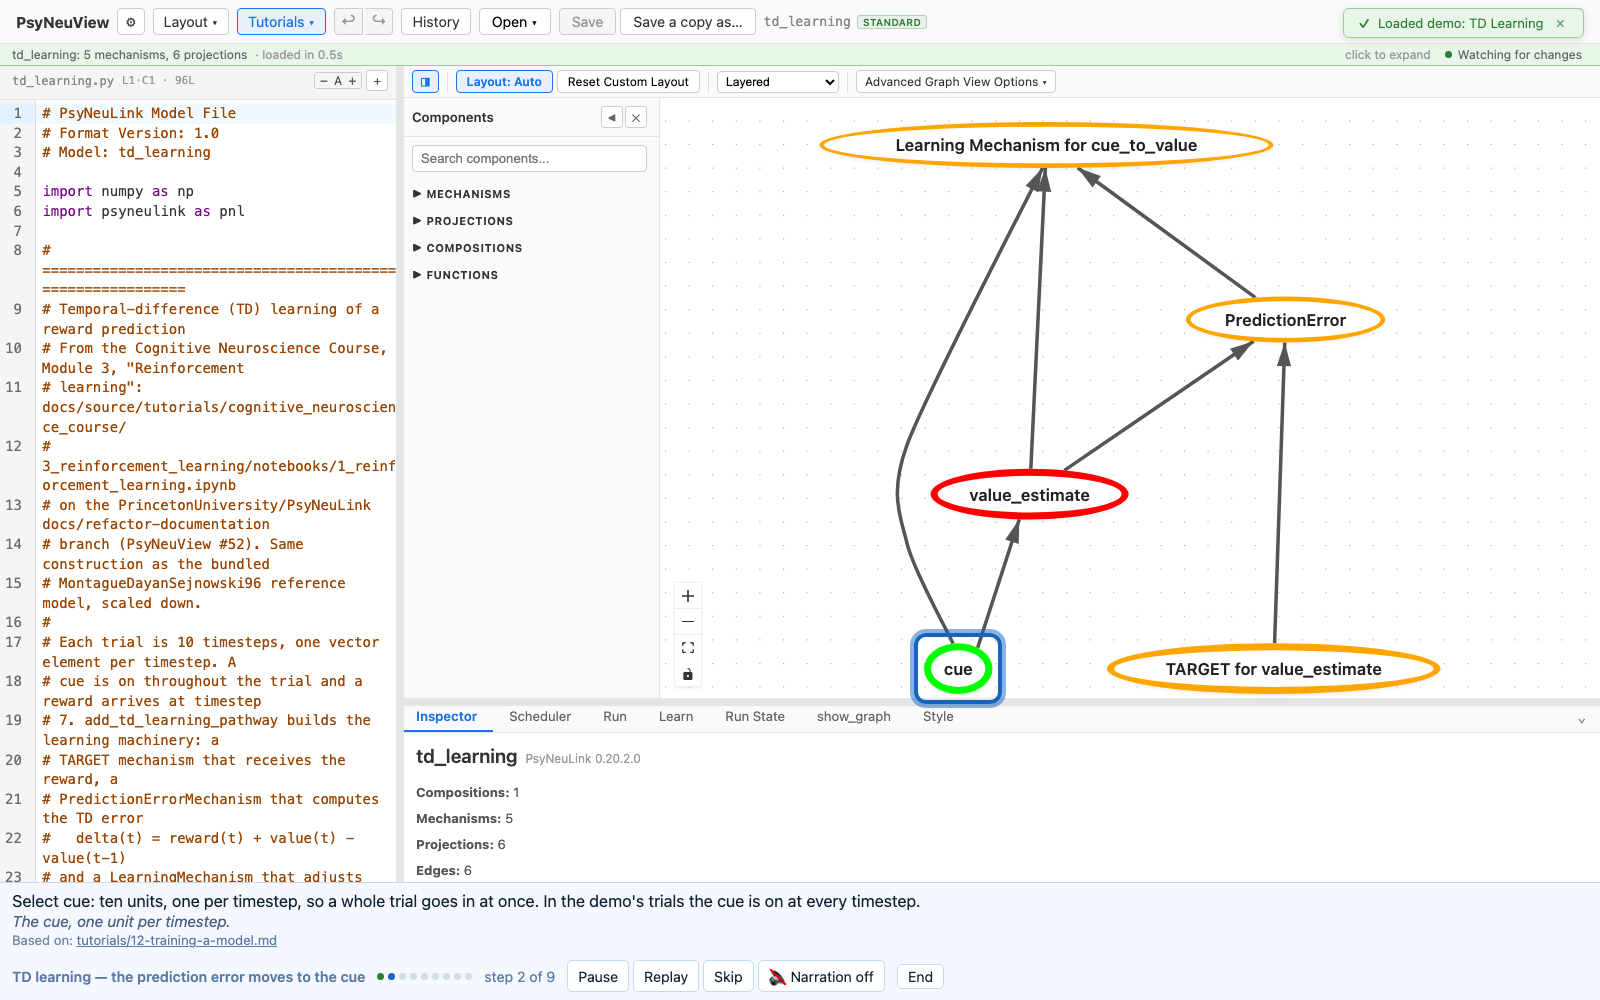 PsyNeuView
Layout ▾
Tutorials ▾
History
Open ▾
Save
Save a copy as...
td_learning
STANDARD
✓ Loaded demo: TD Learning ×
td_learning: 5 mechanisms, 6 projections · loaded in 0.5s
click to expand
Watching for changes
td_learning.py L1·C1 · 96L
− A +
+
1 # PsyNeuLink Model File
2 # Format Version: 1.0
3 # Model: td_learning
4
5 import numpy as np
6 import psyneulink as pnl
7
8 #
==========================================
=================
9 # Temporal-difference (TD) learning of a
reward prediction
10 # From the Cognitive Neuroscience Course,
Module 3, "Reinforcement
11 # learning":
docs/source/tutorials/cognitive_neuroscien
ce_course/
12 #
3_reinforcement_learning/notebooks/1_reinf
orcement_learning.ipynb
13 # on the PrincetonUniversity/PsyNeuLink
docs/refactor-documentation
14 # branch (PsyNeuView #52). Same
construction as the bundled
15 # MontagueDayanSejnowski96 reference
model, scaled down.
16 #
17 # Each trial is 10 timesteps, one vector
element per timestep. A
18 # cue is on throughout the trial and a
reward arrives at timestep
19 # 7. add_td_learning_pathway builds the
learning machinery: a
20 # TARGET mechanism that receives the
reward, a
21 # PredictionErrorMechanism that computes
the TD error
22 #   delta(t) = reward(t) + value(t) −
value(t-1)
23 # and a LearningMechanism that adjusts
Layout: Auto
Reset Custom Layout
Layered
Advanced Graph View Options ▾
Components
Search components...
▶ MECHANISMS
▶ PROJECTIONS
▶ COMPOSITIONS
▶ FUNCTIONS
Learning Mechanism for cue_to_value
PredictionError
value_estimate
cue
TARGET for value_estimate
Inspector
Scheduler
Run
Learn
Run State
show_graph
Style
td_learning PsyNeuLink 0.20.2.0
Compositions: 1
Mechanisms: 5
Projections: 6
Edges: 6
Select cue: ten units, one per timestep, so a whole trial goes in at once. In the demo's trials the cue is on at every timestep.
The cue, one unit per timestep.
Based on: tutorials/12-training-a-model.md
TD learning — the prediction error moves to the cue
step 2 of 9
Pause
Replay
Skip
Narration off
End